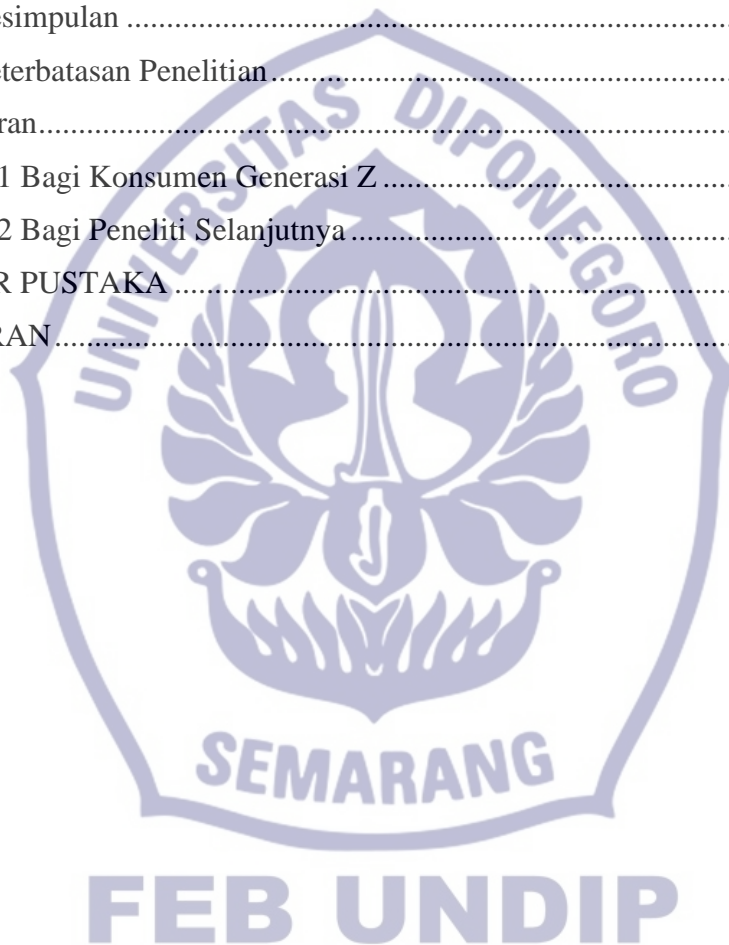 esimpulan ..........................................................................
eterbatasan Penelitian ..........................................................
ran..........................................................................................
1 Bagi Konsumen Generasi Z ..............................................
2 Bagi Peneliti Selanjutnya ..................................................
R PUSTAKA ........................................................................
RAN.......................................................................................
UNIVERSITAS DIPONEGORO
SEMARANG
FEB UNDIP